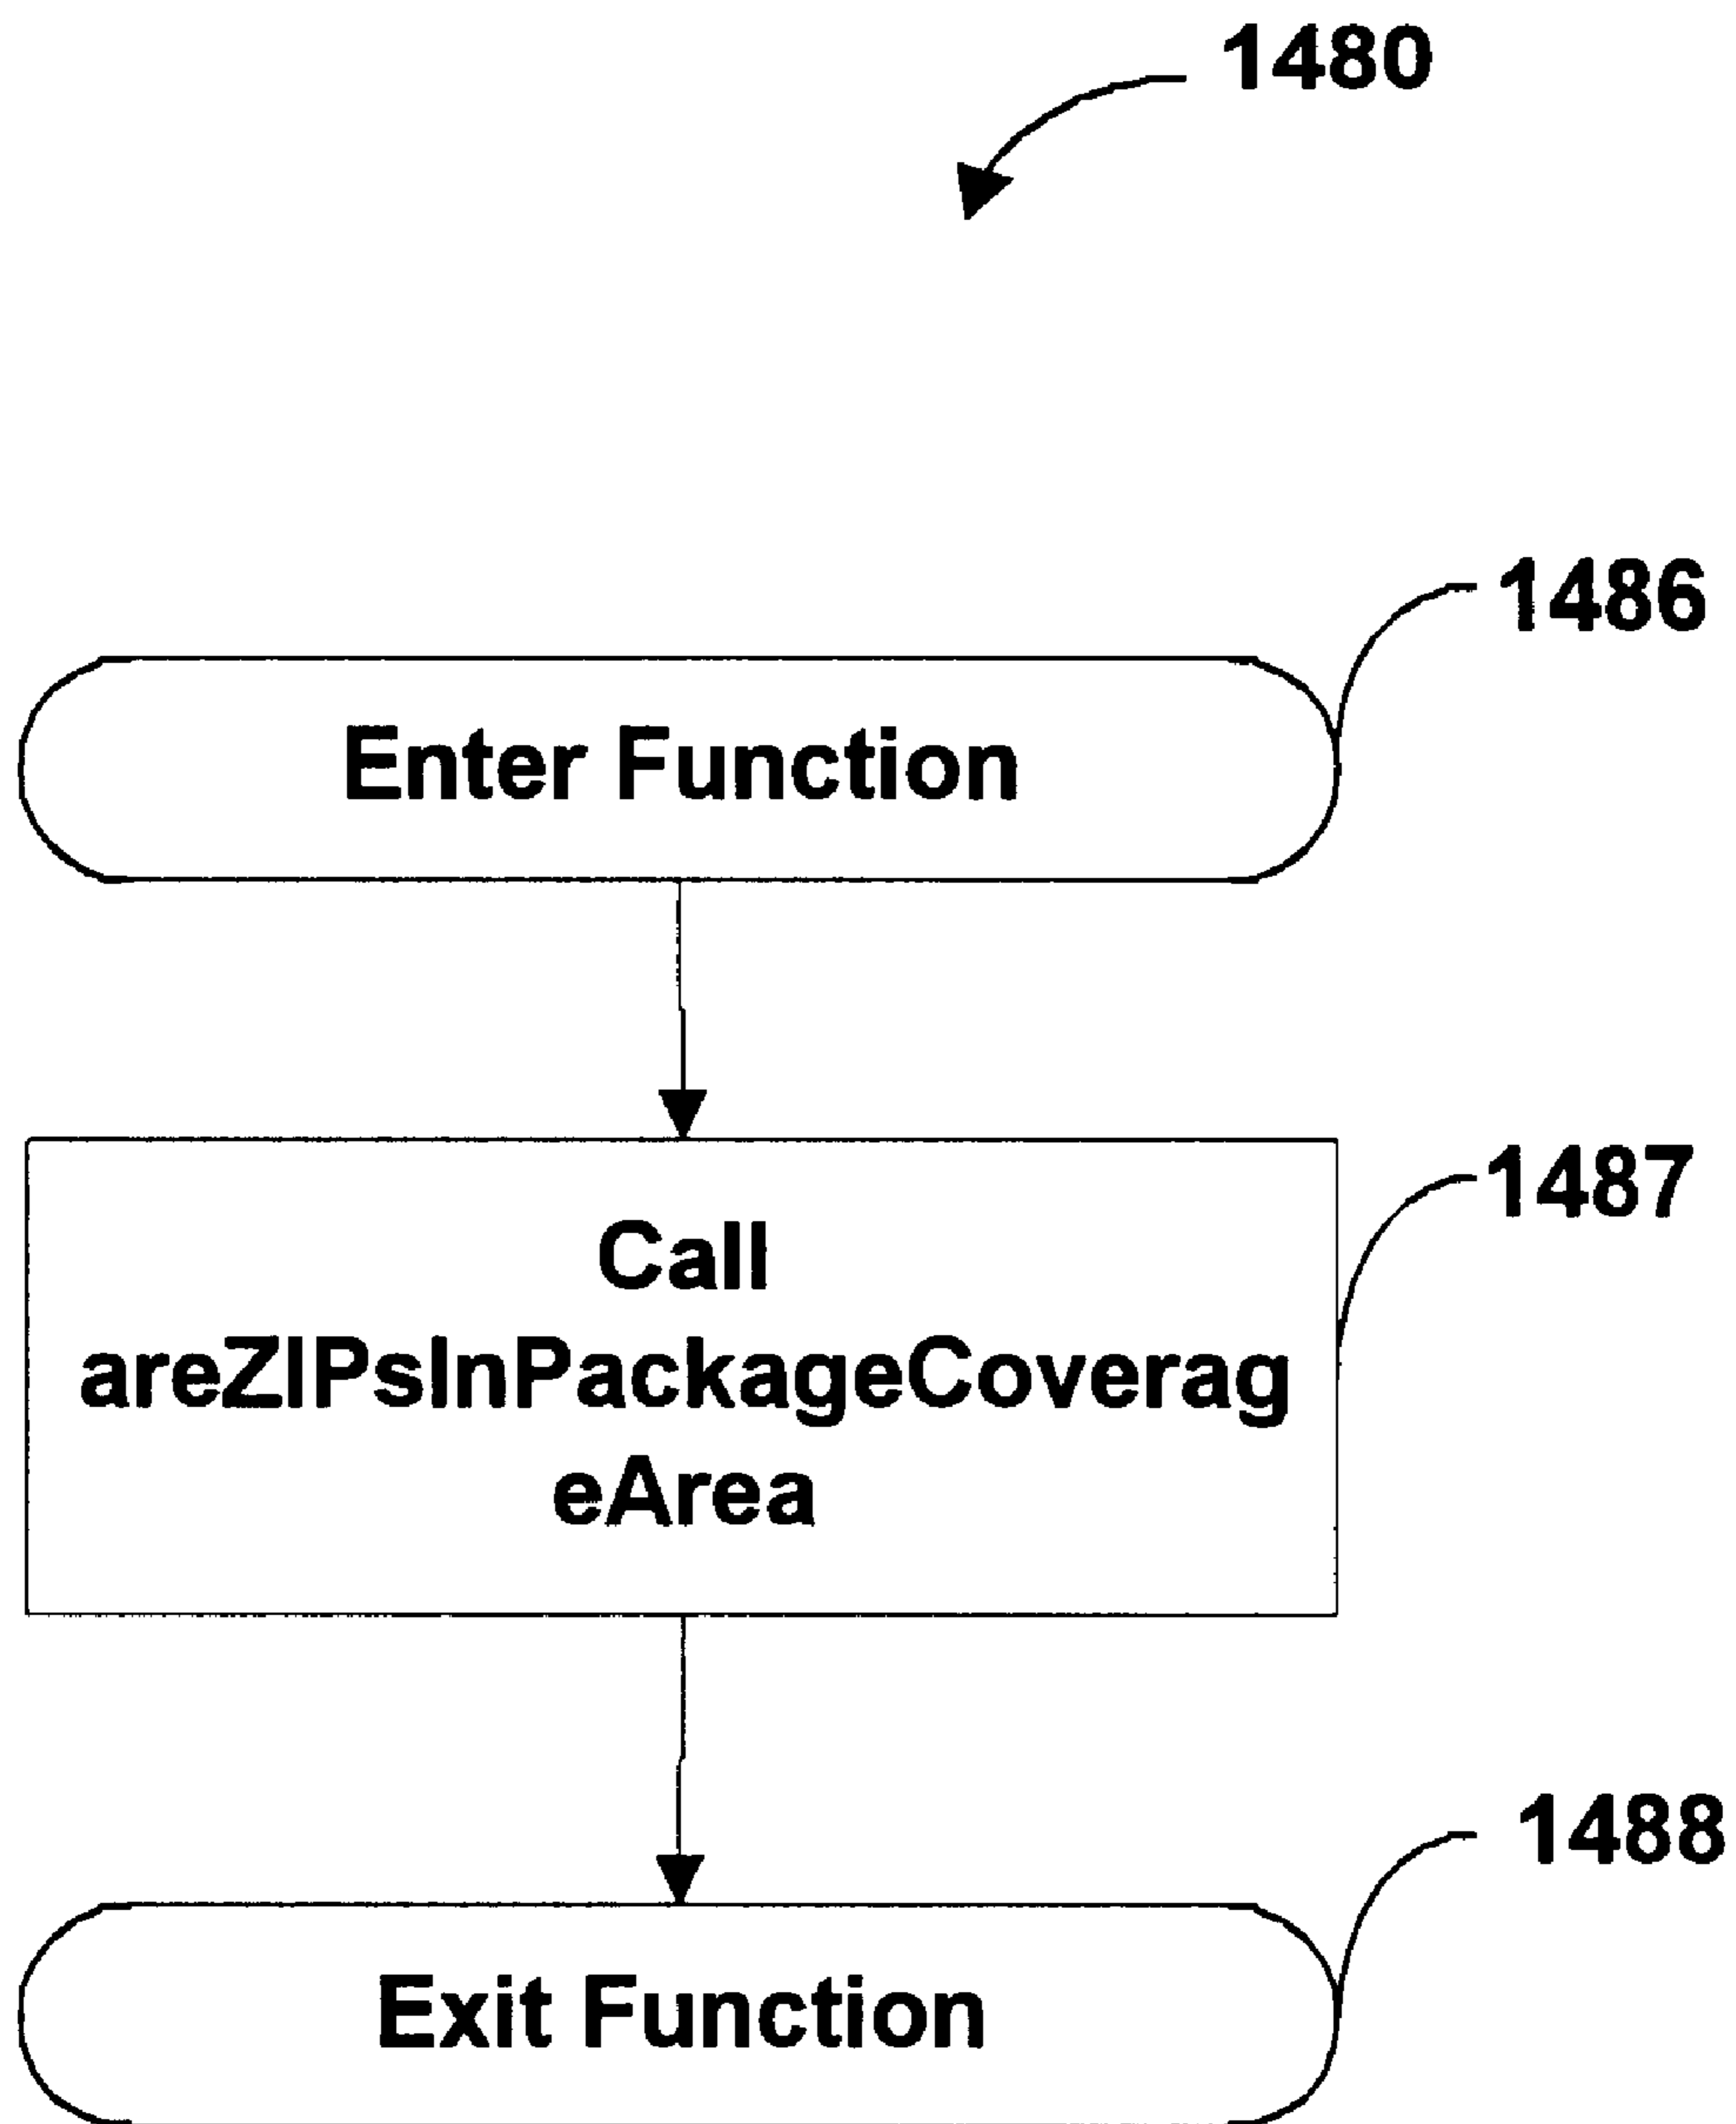 1480
1486
Enter Function
1487
Call
areZIPsInPackageCoverag
eArea
1488
Exit Function